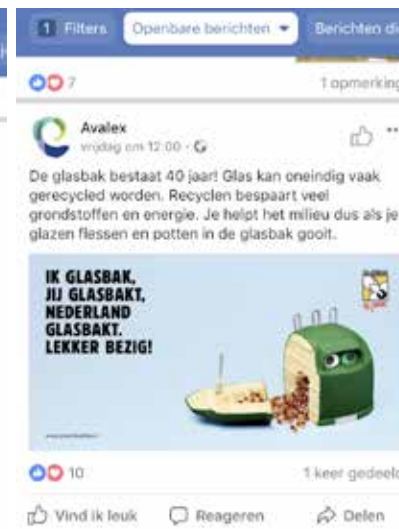 1 Filters Openbare berichten Berichten die
7 1 opmerking
Avalex
vrijdag om 12:00
De glasbak bestaat 40 jaar! Glas kan oneindig vaak
gerecycled worden. Recyclen bespaart veel
grondstoffen en energie. Je helpt het milieu dus als je
glazen flessen en potten in de glasbak gooit.
IK GLASBAK,
JIJ GLASBAKT,
NEDERLAND
GLASBAKT.
LEKKER BEZIG!
10 1 keer gedeeld
Vind ik leuk Reageren Delen